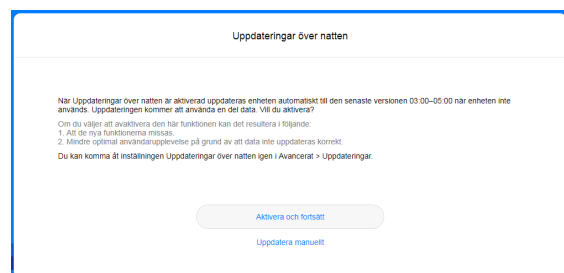 Uppdateringar över natten
När Uppdateringar över natten är aktiverad uppdateras enheten automatiskt till den senaste versionen 03:00–05:00 när enheten inte
används. Uppdateringen kommer att använda en del data. Vill du aktivera?
Om du väljer att avaktivera den här funktionen kan det resultera i följande:
1. Att de nya funktionerna missas.
2. Mindre optimal användarupplevelse på grund av att data inte uppdateras korrekt.
Du kan komma åt inställningen Uppdateringar över natten igen i Avancerat > Uppdateringar.
Aktivera och fortsätt
Uppdatera manuellt